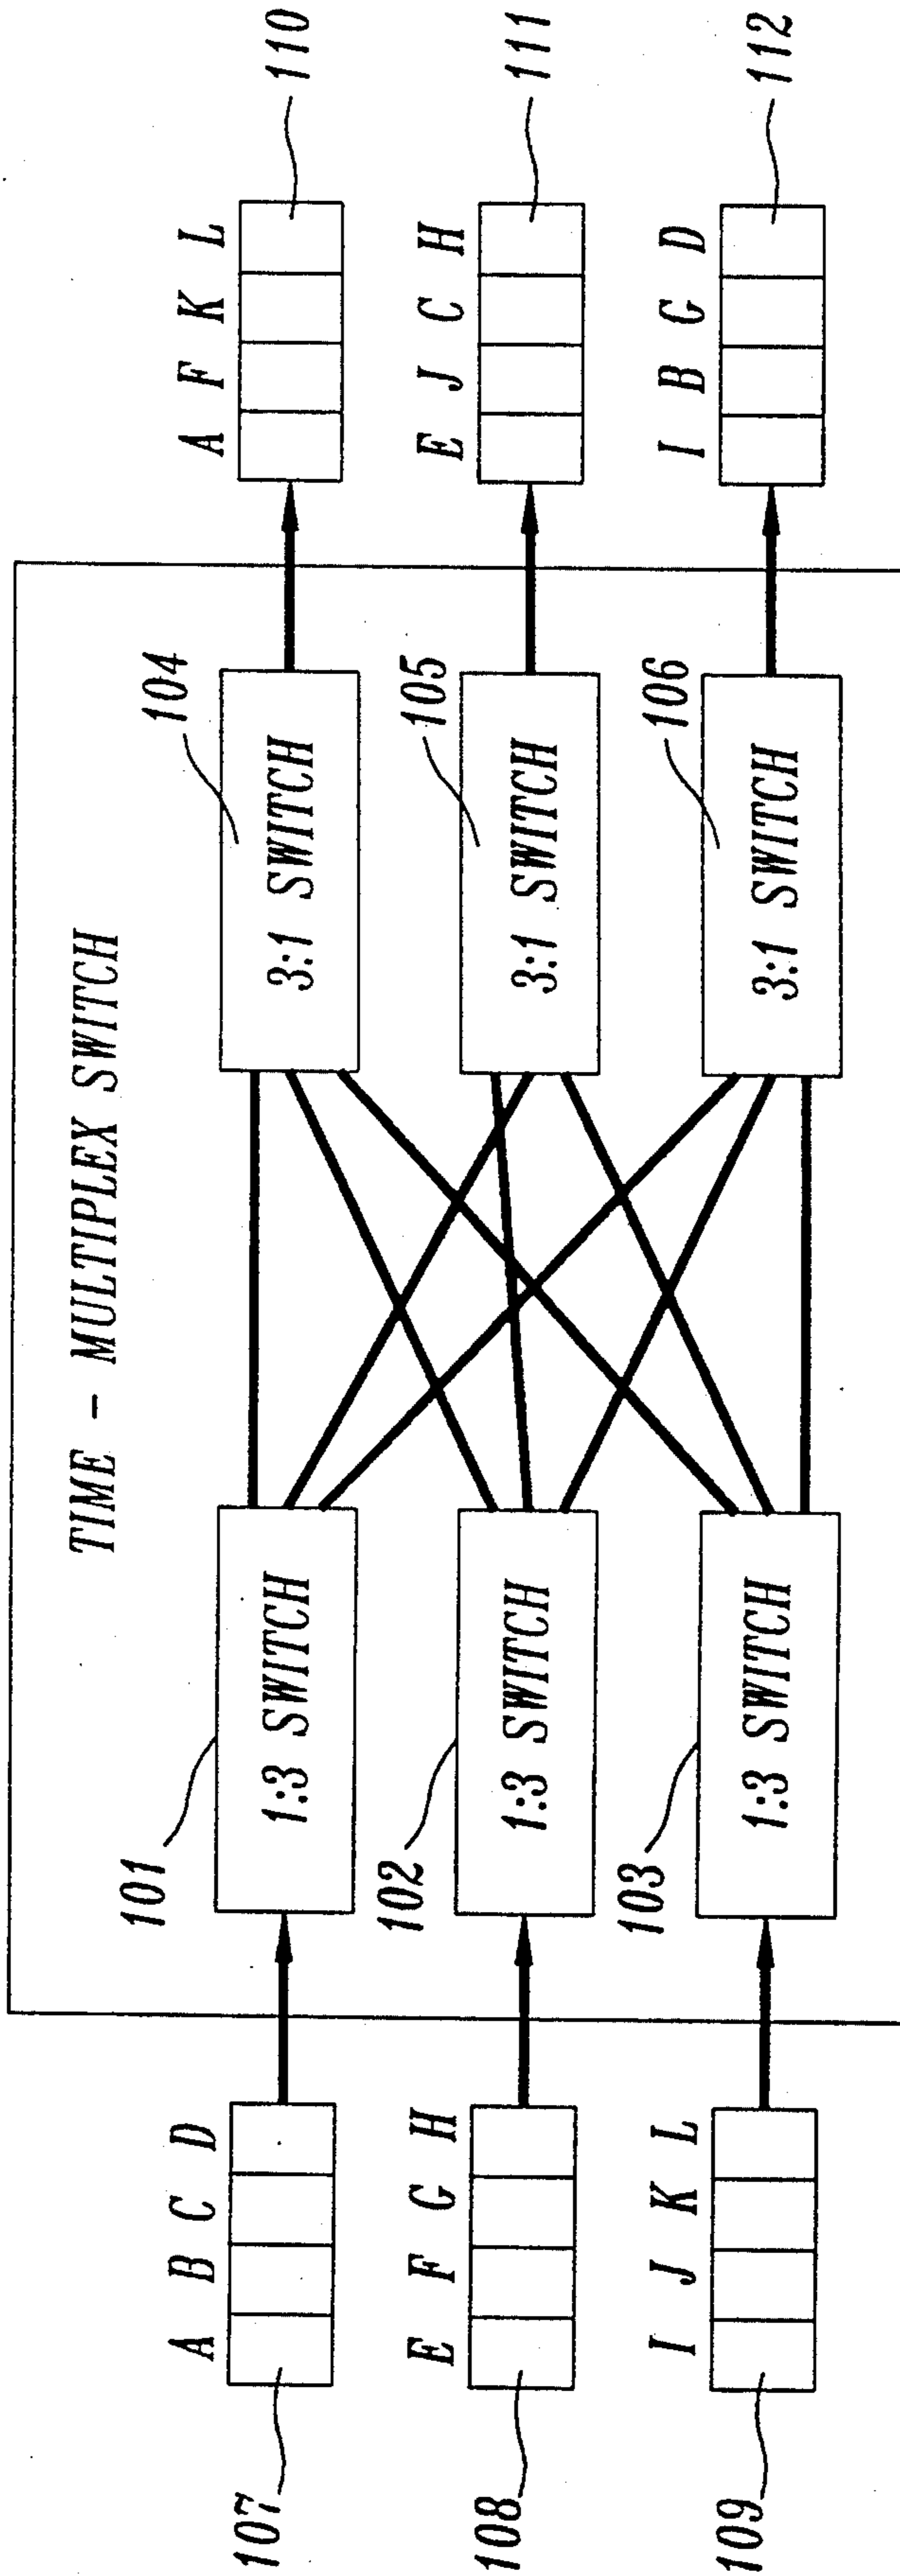 TIME - MULTIPLEX SWITCH
A B C D
107
101
1:3 SWITCH
104
3:1 SWITCH
A F K L
110
E F G H
108
102
1:3 SWITCH
105
3:1 SWITCH
E J C H
111
I J K L
109
103
1:3 SWITCH
106
3:1 SWITCH
I B G D
112